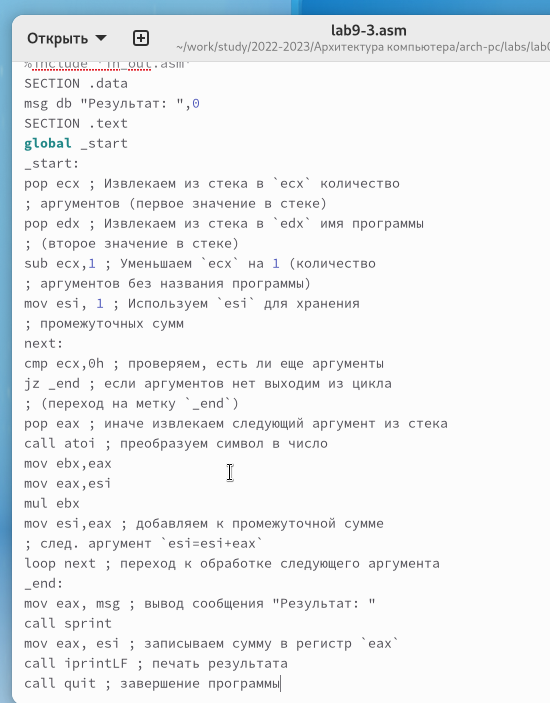 Открыть
lab9-3.asm
~/work/study/2022-2023/Архитектура компьютера/arch-pc/labs/lab0
%include 'in_out.asm'
SECTION .data
msg db "Результат: ",0
SECTION .text
global _start
_start:
pop ecx ; Извлекаем из стека в `ecx` количество
; аргументов (первое значение в стеке)
pop edx ; Извлекаем из стека в `edx` имя программы
; (второе значение в стеке)
sub ecx,1 ; Уменьшаем `ecx` на 1 (количество
; аргументов без названия программы)
mov esi, 1 ; Используем `esi` для хранения
; промежуточных сумм
next:
cmp ecx,0h ; проверяем, есть ли еще аргументы
jz _end ; если аргументов нет выходим из цикла
; (переход на метку `_end`)
pop eax ; иначе извлекаем следующий аргумент из стека
call atoi ; преобразуем символ в число
mov ebx,eax
mov eax,esi
mul ebx
mov esi,eax ; добавляем к промежуточной сумме
; след. аргумент `esi=esi+eax`
loop next ; переход к обработке следующего аргумента
_end:
mov eax, msg ; вывод сообщения "Результат: "
call sprint
mov eax, esi ; записываем сумму в регистр `eax`
call iprintLF ; печать результата
call quit ; завершение программы